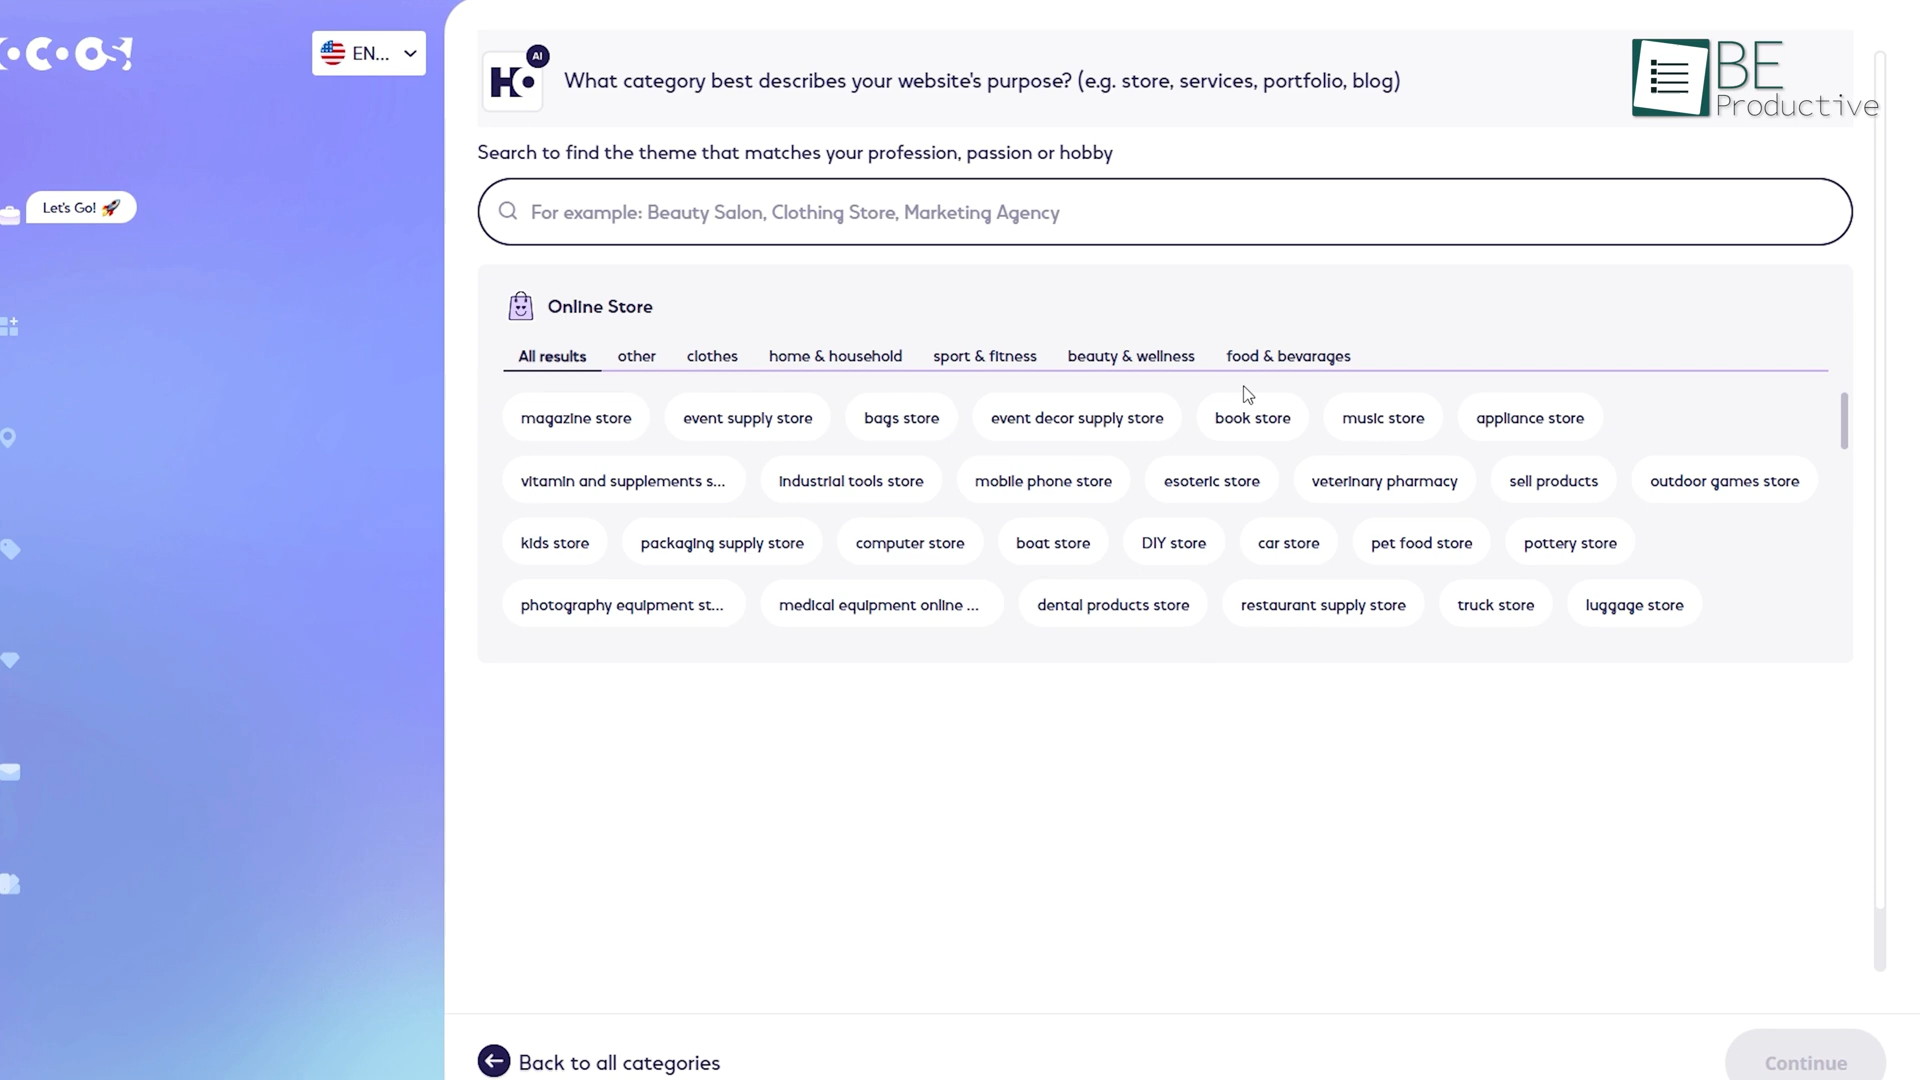 EN...
Let's Go!
HO
AI
What category best describes your website's purpose? (e.g. store, services, portfolio, blog)
BE
Productive
Search to find the theme that matches your profession, passion or hobby
For example: Beauty Salon, Clothing Store, Marketing Agency
Online Store
All results other clothes home & household sport & fitness beauty & wellness food & bevarages
magazine store event supply store bags store event decor supply store book store music store appliance store
vitamin and supplements s... industrial tools store mobile phone store esoteric store veterinary pharmacy sell products outdoor games store
kids store packaging supply store computer store boat store DIY store car store pet food store pottery store
photography equipment st... medical equipment online ... dental products store restaurant supply store truck store luggage store
Back to all categories
Continue